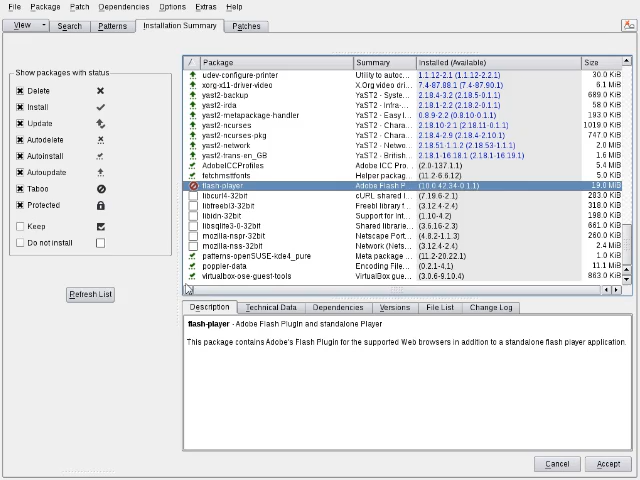 File Package Patch Dependencies Options Extras Help
View Search Patterns Installation Summary Patches
Show packages with status
Delete
Install
Update
Autodelete
Autoinstall
Autoupdate
Taboo
Protected
Keep
Do not install
Refresh List
/ Package Summary Installed (Available) Size
udev-configure-printer Utility to autoc... 1.1.12-2.1 (1.1.12-2.2.1) 30.0 KiB
xorg-x11-driver-video X.Org video dri... 7.4-87.88.1 (7.4-87.90.1) 6.1 MiB
yast2-backup YaST2 - Syste... 2.18.4-3.2 (2.18.5-0.1.1) 689.0 KiB
yast2-irda YaST2 - Infra-... 2.18.1-2.2 (2.18.2-0.1.1) 58.0 KiB
yast2-metapackage-handler YaST2 - Easy I... 0.8.9-2.2 (0.8.10-0.1.1) 193.0 KiB
yast2-ncurses YaST2 - Chara... 2.18.10-2.1 (2.18.11-0.1.1) 1019.0 KiB
yast2-ncurses-pkg YaST2 - Chara... 2.18.4-2.9 (2.18.4-2.10.1) 747.0 KiB
yast2-network YaST2 - Netwo... 2.18.51-1.1.2 (2.18.53-1.1.1) 2.0 MiB
yast2-trans-en_GB YaST2 - British... 2.18.1-16.18.1 (2.18.1-16.19.1) 1.6 MiB
AdobeICCProfiles Adobe ICC Pro... (2.0-137.1.1) 5.4 MiB
fetchmsttfonts Helper packag... (11.2-6.6.12) 5.0 KiB
flash-player Adobe Flash P... (10.0.42.34-0.1.1) 19.0 MiB
libcurl4-32bit cURL shared l... (7.19.6-2.1) 283.0 KiB
libfreebl3-32bit Freebl library f... (3.12.4-2.4) 318.0 KiB
libidn-32bit Support for Int... (1.10-4.2) 198.0 KiB
libsqlite3-0-32bit Shared librarie... (3.6.16-2.3) 661.0 KiB
mozilla-nspr-32bit Netscape Port... (4.8.2-1.1.3) 260.0 KiB
mozilla-nss-32bit Network (Nets... (3.12.4-2.4) 2.4 MiB
patterns-openSUSE-kde4_pure Meta package ... (11.2-20.22.1) 1.0 KiB
poppler-data Encoding File... (0.2.1-4.1) 11.1 MiB
virtualbox-ose-guest-tools VirtualBox gue... (3.0.6-9.10.4) 863.0 KiB
Description Technical Data Dependencies Versions File List Change Log
flash-player - Adobe Flash Plugin and standalone Player
This package contains Adobe's Flash Plugin for the supported Web browsers in addition to a standalone flash player application.
Cancel Accept